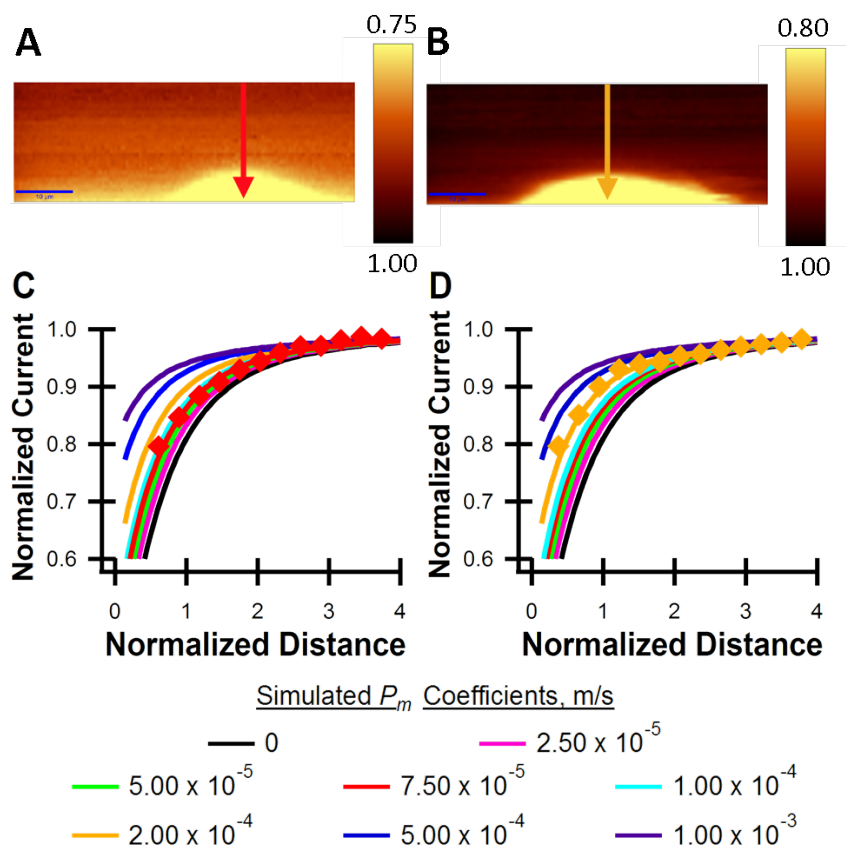 A
0.75
B
0.80
10 µm
1.00
1.00
C
D
Normalized Current
1.0
0.9
0.8
0.7
0.6
0 1 2 3 4
Normalized Distance
Normalized Current
1.0
0.9
0.8
0.7
0.6
0 1 2 3 4
Normalized Distance
Simulated Pm Coefficients, m/s
0
2.50 x 10⁻⁵
5.00 x 10⁻⁵
7.50 x 10⁻⁵
1.00 x 10⁻⁴
2.00 x 10⁻⁴
5.00 x 10⁻⁴
1.00 x 10⁻³